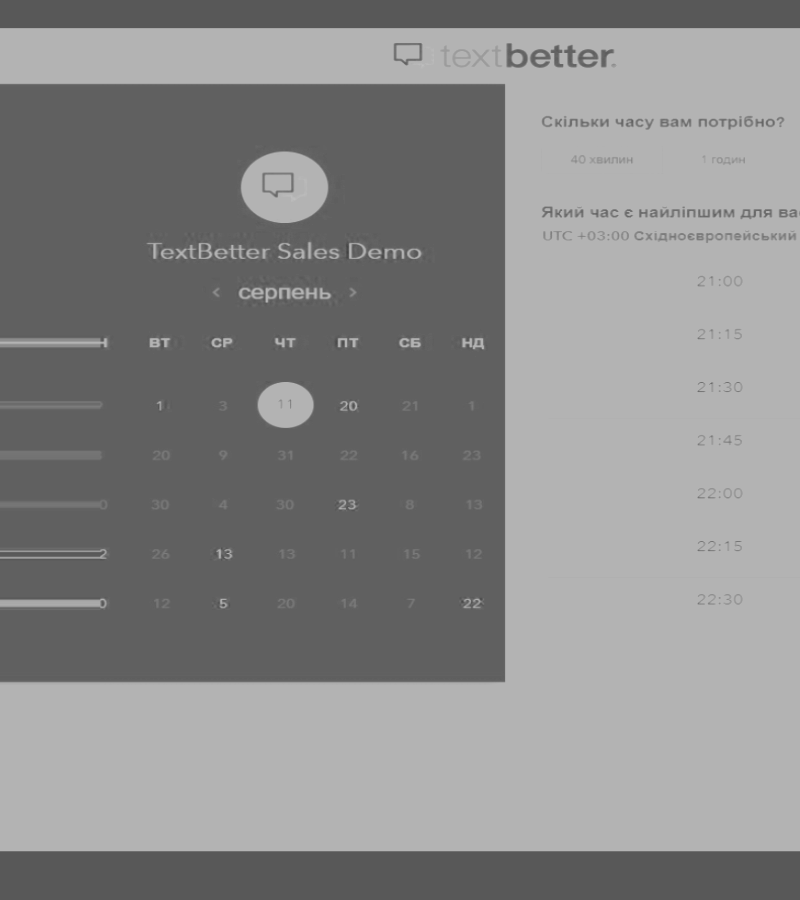 textbetter.
TextBetter Sales Demo
< серпень >
ВТ СР ЧТ ПТ СБ НД
1 3 11 20 21 1
20 9 31 22 16 23
0 30 4 30 23 8 13
2 26 13 13 11 15 12
0 12 5 20 14 7 22
Скільки часу вам потрібно?
40 хвилин 1 годин
Який час є найліпшим для
UTC +03:00 Східноєвропейський
21:00
21:15
21:30
21:45
22:00
22:15
22:30